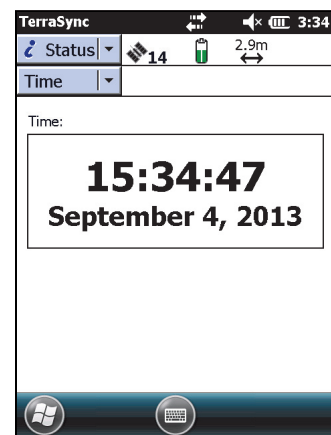 TerraSync 3:34
Status 14 2.9m
Time
Time:
15:34:47
September 4, 2013